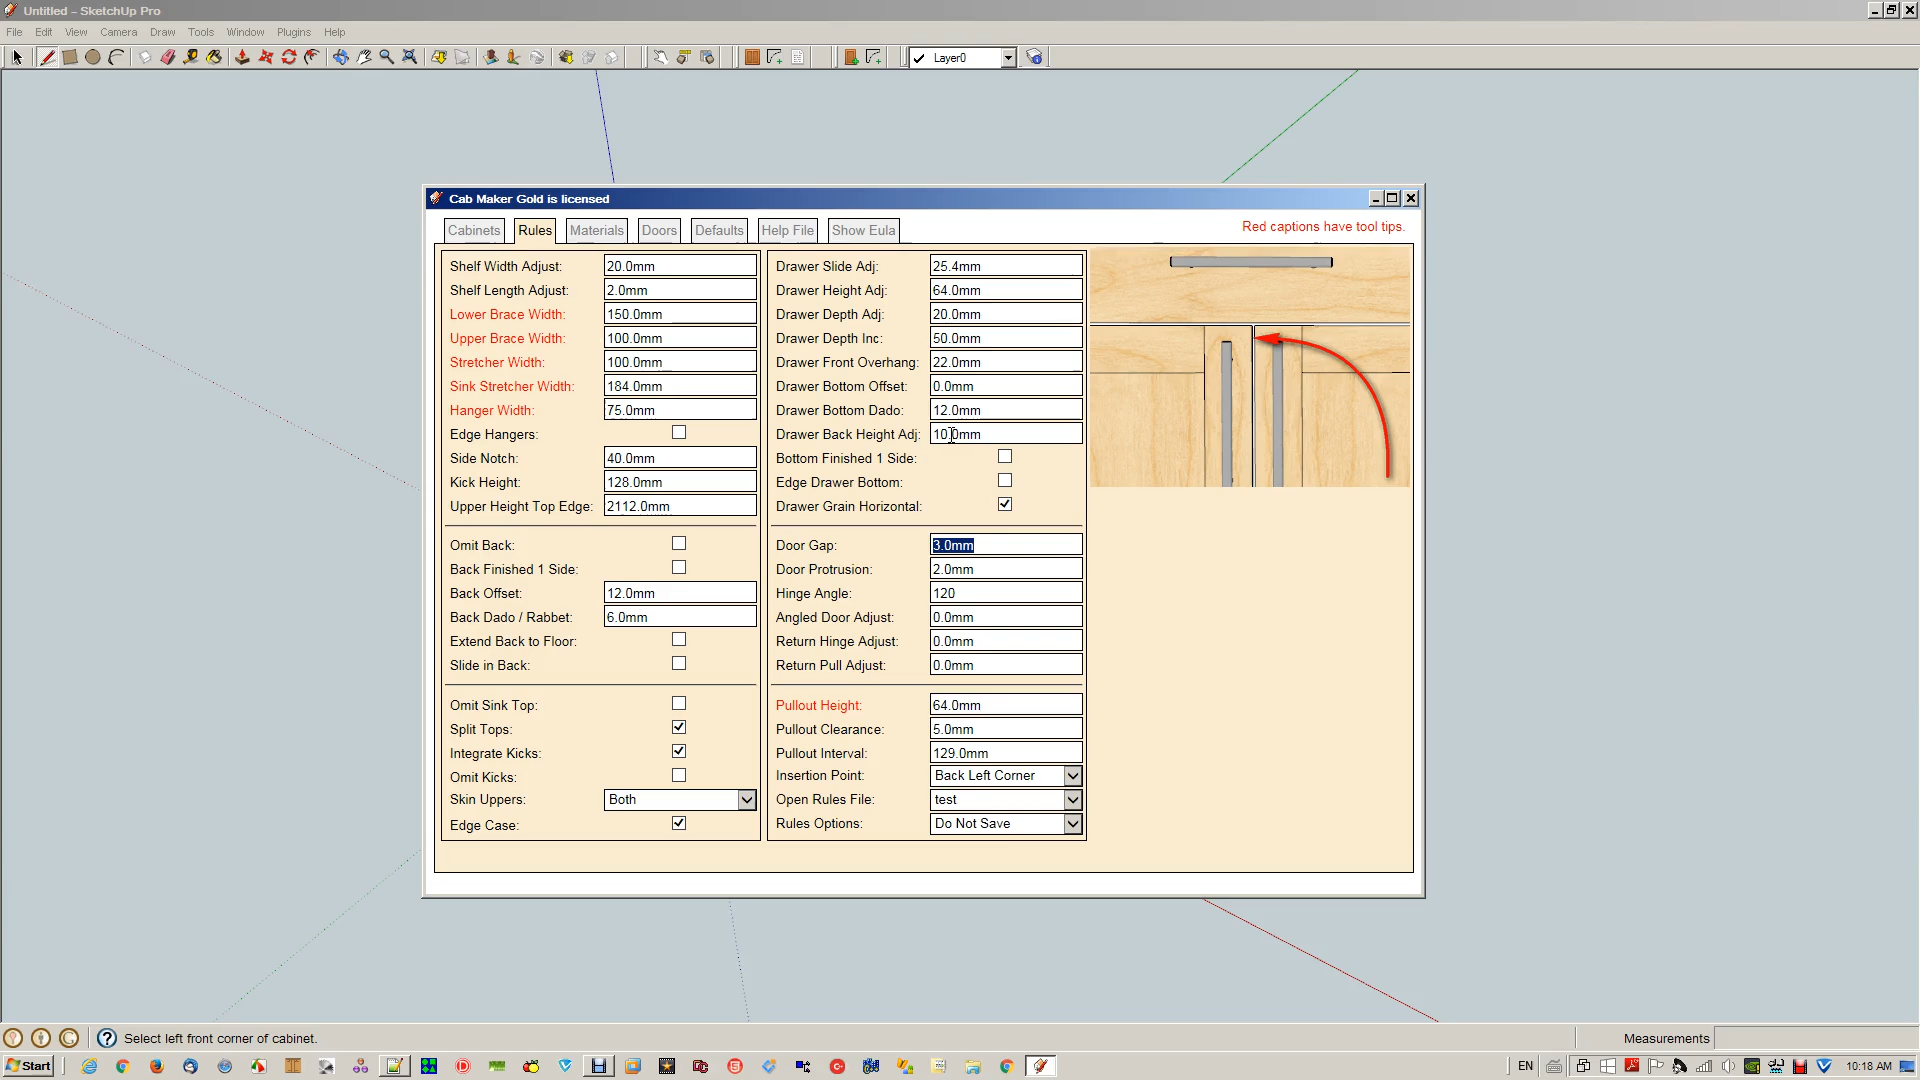 Untitled - SketchUp Pro
File Edit View Camera Draw Tools Window Plugins Help
Layer0
Cab Maker Gold is licensed
Cabinets Rules Materials Doors Defaults Help File Show Eula
Red captions have tool tips.
Shelf Width Adjust: 20.0mm
Shelf Length Adjust: 2.0mm
Lower Brace Width: 150.0mm
Upper Brace Width: 100.0mm
Stretcher Width: 100.0mm
Sink Stretcher Width: 184.0mm
Hanger Width: 75.0mm
Edge Hangers:
Side Notch: 40.0mm
Kick Height: 128.0mm
Upper Height Top Edge: 2112.0mm
Omit Back:
Back Finished 1 Side:
Back Offset: 12.0mm
Back Dado / Rabbet: 6.0mm
Extend Back to Floor:
Slide in Back:
Omit Sink Top:
Split Tops:
Integrate Kicks:
Omit Kicks:
Skin Uppers: Both
Edge Case:
Drawer Slide Adj: 25.4mm
Drawer Height Adj: 64.0mm
Drawer Depth Adj: 20.0mm
Drawer Depth Inc: 50.0mm
Drawer Front Overhang: 22.0mm
Drawer Bottom Offset: 0.0mm
Drawer Bottom Dado: 12.0mm
Drawer Back Height Adj: 10.0mm
Bottom Finished 1 Side:
Edge Drawer Bottom:
Drawer Grain Horizontal:
Door Gap: 3.0mm
Door Protrusion: 2.0mm
Hinge Angle: 120
Angled Door Adjust: 0.0mm
Return Hinge Adjust: 0.0mm
Return Pull Adjust: 0.0mm
Pullout Height: 64.0mm
Pullout Clearance: 5.0mm
Pullout Interval: 129.0mm
Insertion Point: Back Left Corner
Open Rules File: test
Rules Options: Do Not Save
Select left front corner of cabinet.
Measurements
Start
EN
10:18 AM